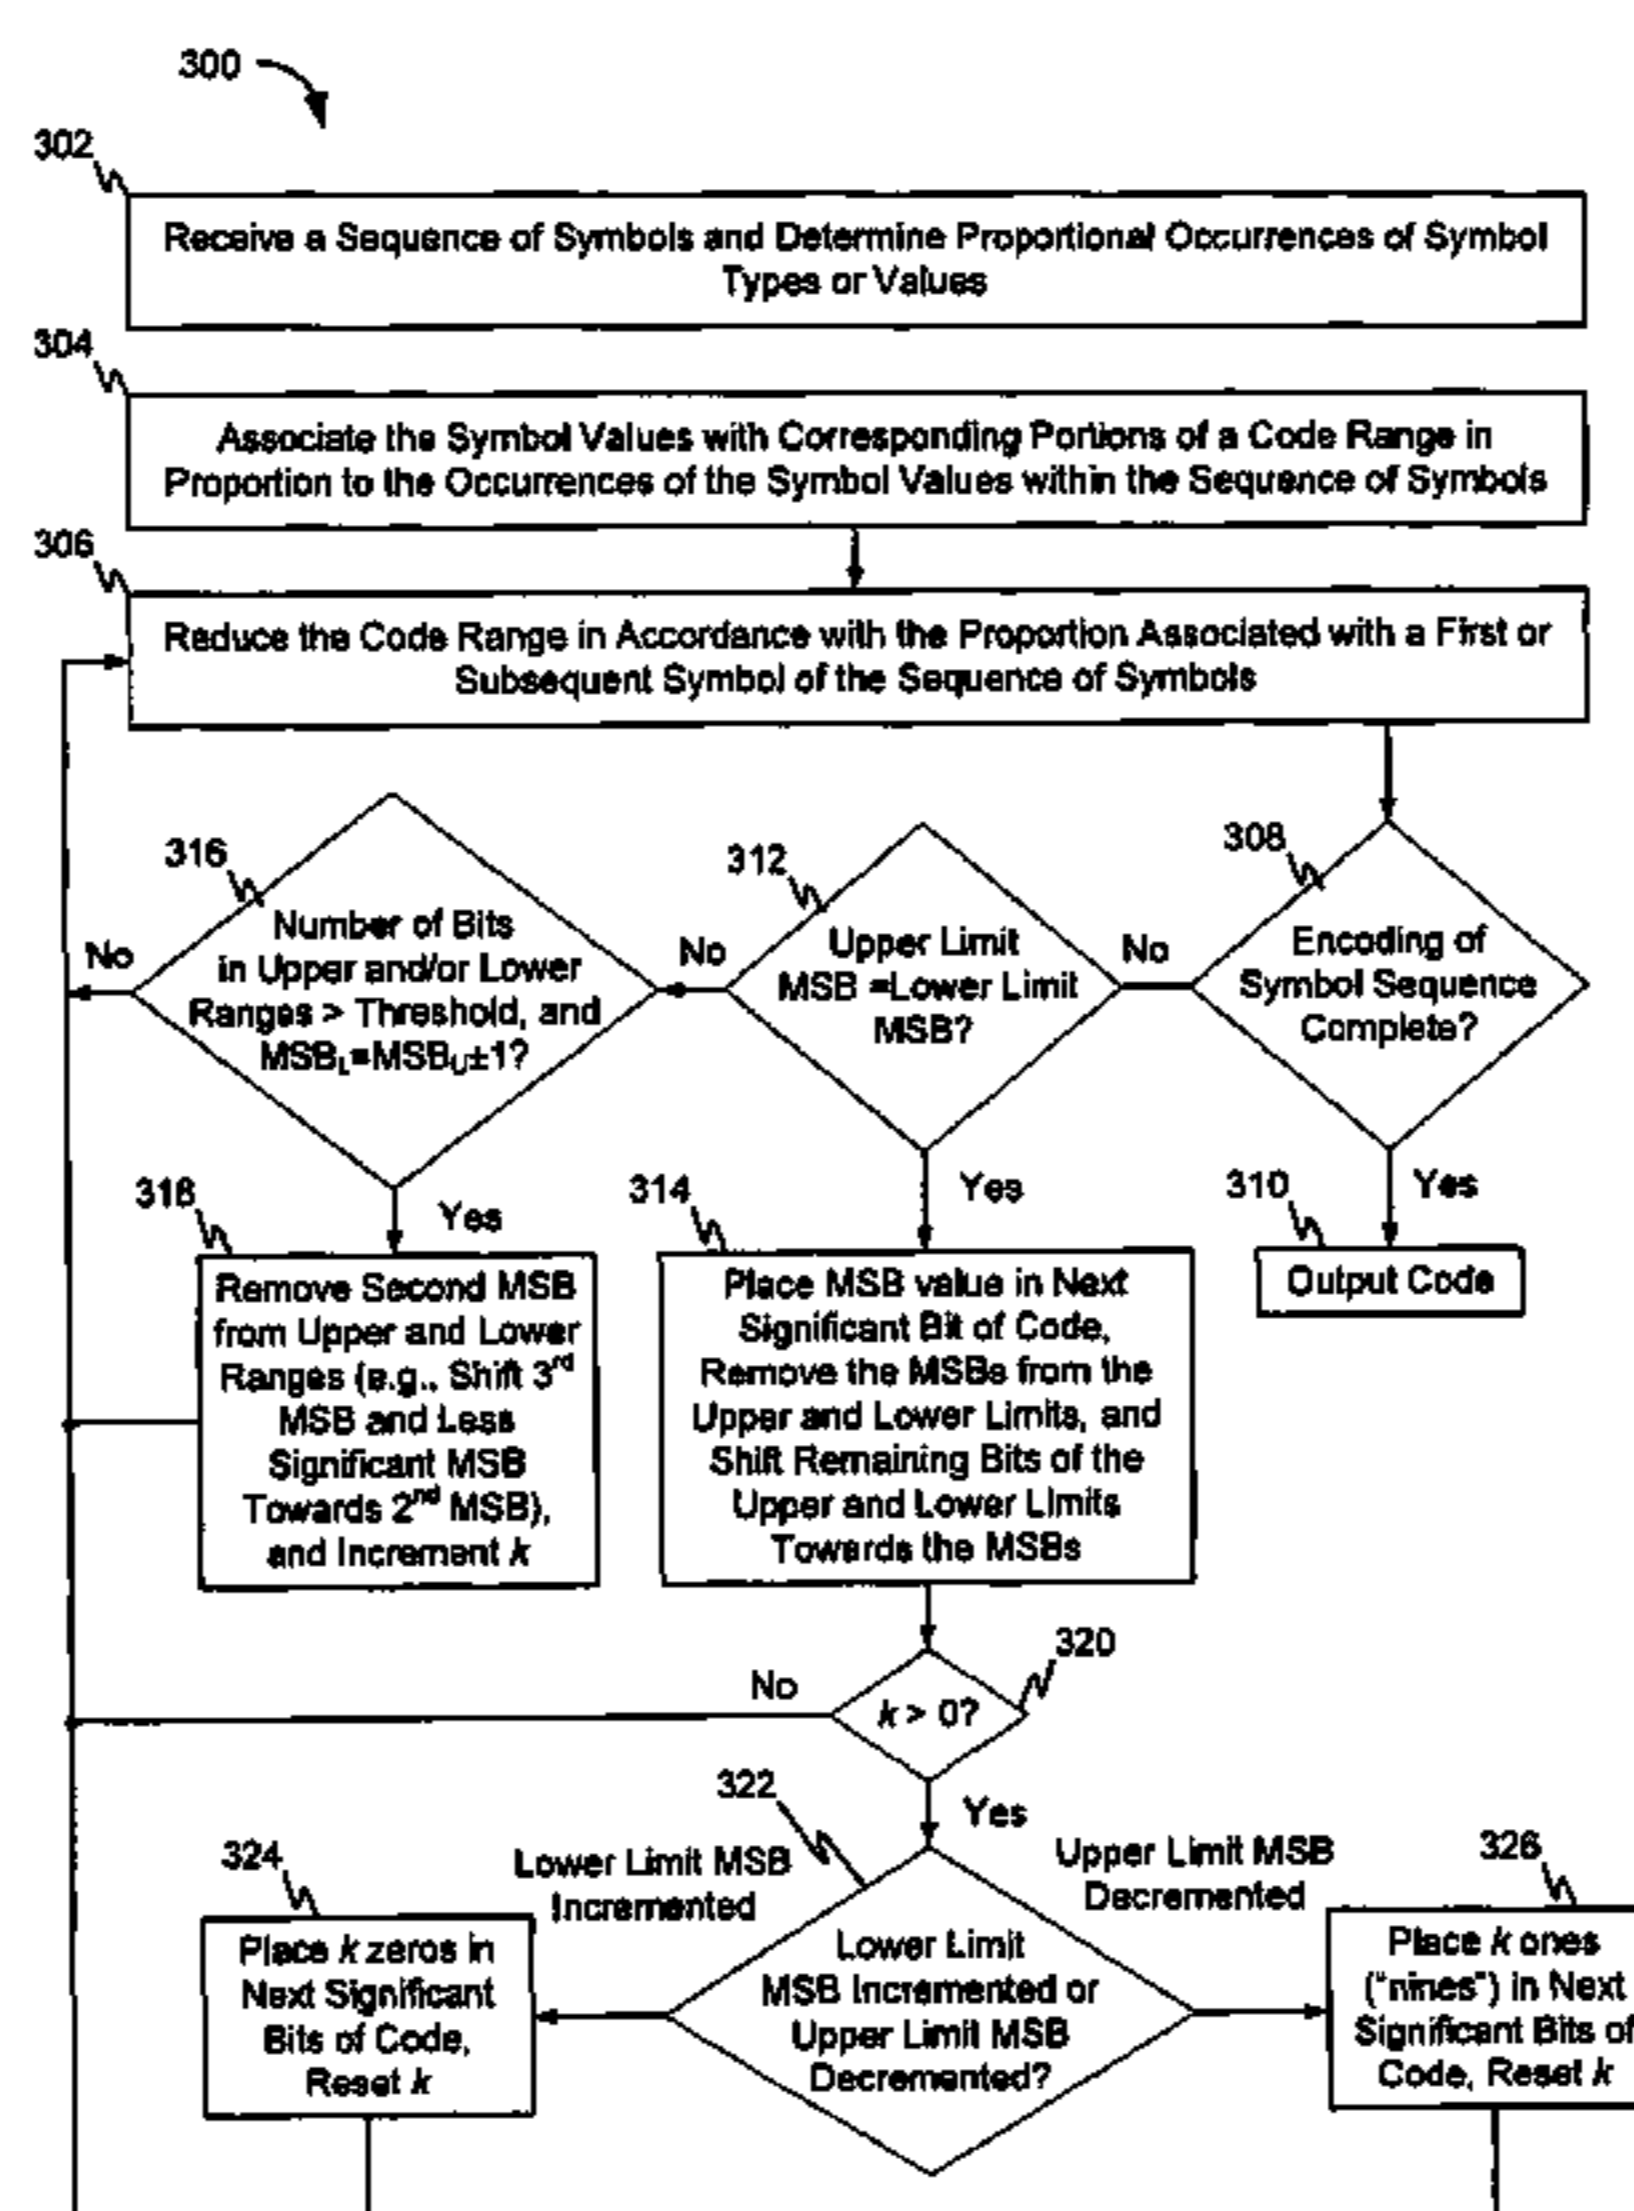 300
302
Receive a Sequence of Symbols and Determine Proportional Occurrences of Symbol
Types or Values
304
Associate the Symbol Values with Corresponding Portions of a Code Range in
Proportion to the Occurrences of the Symbol Values within the Sequence of Symbols
306
Reduce the Code Range in Accordance with the Proportion Associated with a First or
Subsequent Symbol of the Sequence of Symbols
308
Encoding of
Symbol Sequence
Complete?
No
Yes
310
Output Code
312
Upper Limit
MSB =Lower Limit
MSB?
No
Yes
314
Place MSB value in Next
Significant Bit of Code,
Remove the MSBs from the
Upper and Lower Limits, and
Shift Remaining Bits of the
Upper and Lower Limits
Towards the MSBs
316
Number of Bits
in Upper and/or Lower
Ranges > Threshold, and
MSBL=MSBU±1?
No
Yes
318
Remove Second MSB
from Upper and Lower
Ranges (e.g., Shift 3rd
MSB and Less
Significant MSB
Towards 2nd MSB),
and Increment k
320
k > 0?
No
Yes
322
Lower Limit
MSB Incremented or
Upper Limit MSB
Decremented?
Lower Limit MSB
Incremented
Upper Limit MSB
Decremented
324
Place k zeros in
Next Significant
Bits of Code,
Reset k
326
Place k ones
("nines") in Next
Significant Bits of
Code, Reset k